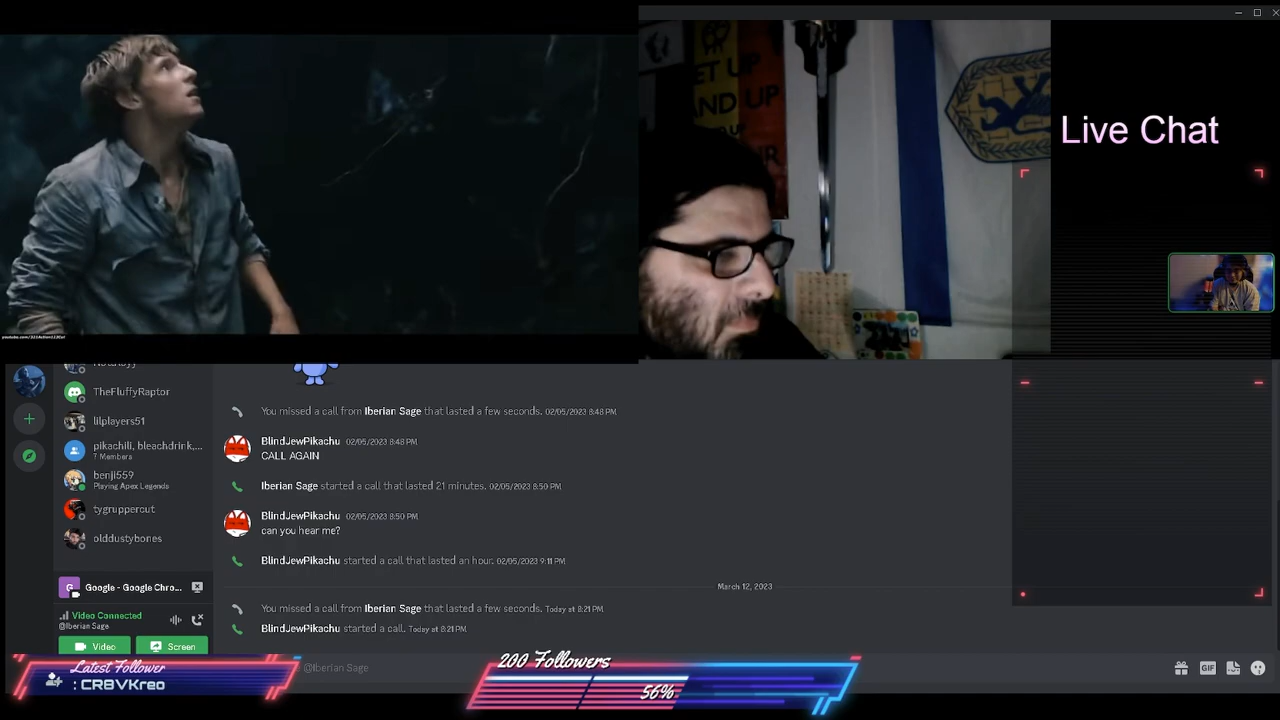 ET UP
AND UP
Live Chat
TheFluffyRaptor
lilplayers51
pikachili, bleachdrink,...
7 Members
benji559
Playing Apex Legends
tygruppercut
olddustybones
Google - Google Chro...
Video Connected
@Iberian Sage
Video
Screen
You missed a call from Iberian Sage that lasted a few seconds. 02/05/2023 8:48 PM
BlindJewPikachu 02/05/2023 8:48 PM
CALL AGAIN
Iberian Sage started a call that lasted 21 minutes. 02/05/2023 8:50 PM
BlindJewPikachu 02/05/2023 8:50 PM
can you hear me?
BlindJewPikachu started a call that lasted an hour. 02/05/2023 9:11 PM
March 12, 2023
You missed a call from Iberian Sage that lasted a few seconds. Today at 8:21 PM
BlindJewPikachu started a call. Today at 8:21 PM
@Iberian Sage
GIF
Latest Follower
: CR8VKreo
200 Followers
56%